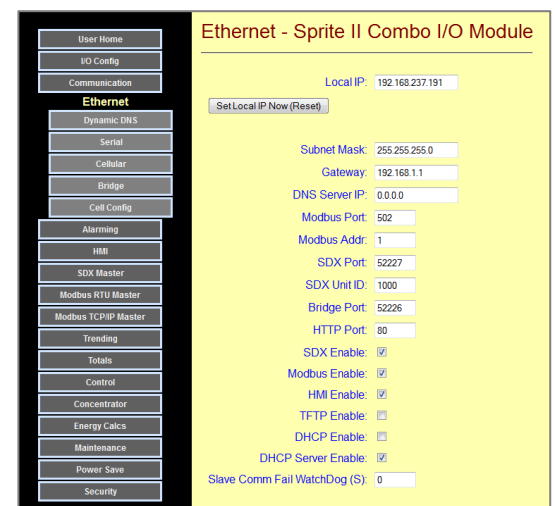 User Home
I/O Config
Communication
Ethernet
Dynamic DNS
Serial
Cellular
Bridge
Cell Config
Alarming
HMI
SDX Master
Modbus RTU Master
Modbus TCP/IP Master
Trending
Totals
Control
Concentrator
Energy Calcs
Maintenance
Power Save
Security
Ethernet - Sprite II Combo I/O Module
Local IP: 192.168.237.191
Set Local IP Now (Reset)
Subnet Mask: 255.255.255.0
Gateway: 192.168.1.1
DNS Server IP: 0.0.0.0
Modbus Port: 502
Modbus Addr: 1
SDX Port: 52227
SDX Unit ID: 1000
Bridge Port: 52226
HTTP Port: 80
SDX Enable:
Modbus Enable:
HMI Enable:
TFTP Enable:
DHCP Enable:
DHCP Server Enable:
Slave Comm Fail WatchDog (S): 0